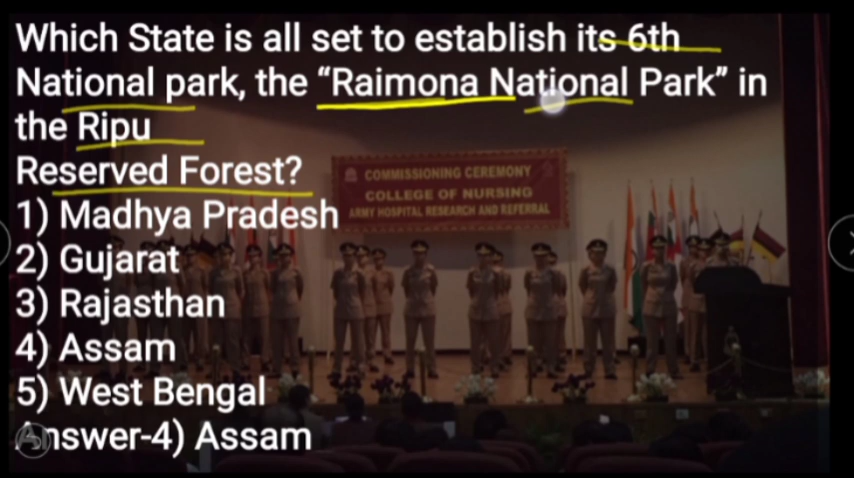 Which State is all set to establish its 6th
National park, the “Raimona National Park” in
the Ripu
Reserved Forest?
COMMISSIONING CEREMONY
COLLEGE OF NURSING
ARMY HOSPITAL RESEARCH AND REFERRAL
1) Madhya Pradesh
2) Gujarat
3) Rajasthan
4) Assam
5) West Bengal
Answer-4) Assam